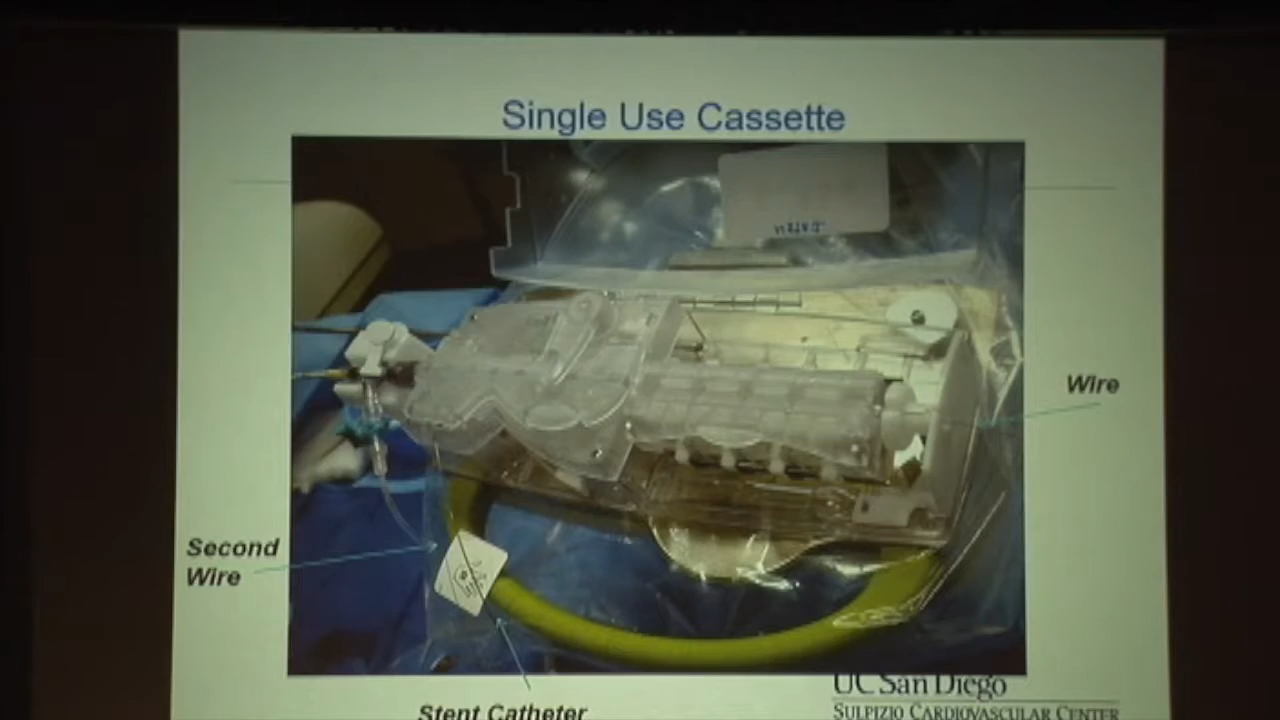 Single Use Cassette
Wire
Second
Wire
Stent Catheter
UC San Diego
SULPIZIO CARDIOVASCULAR CENTER